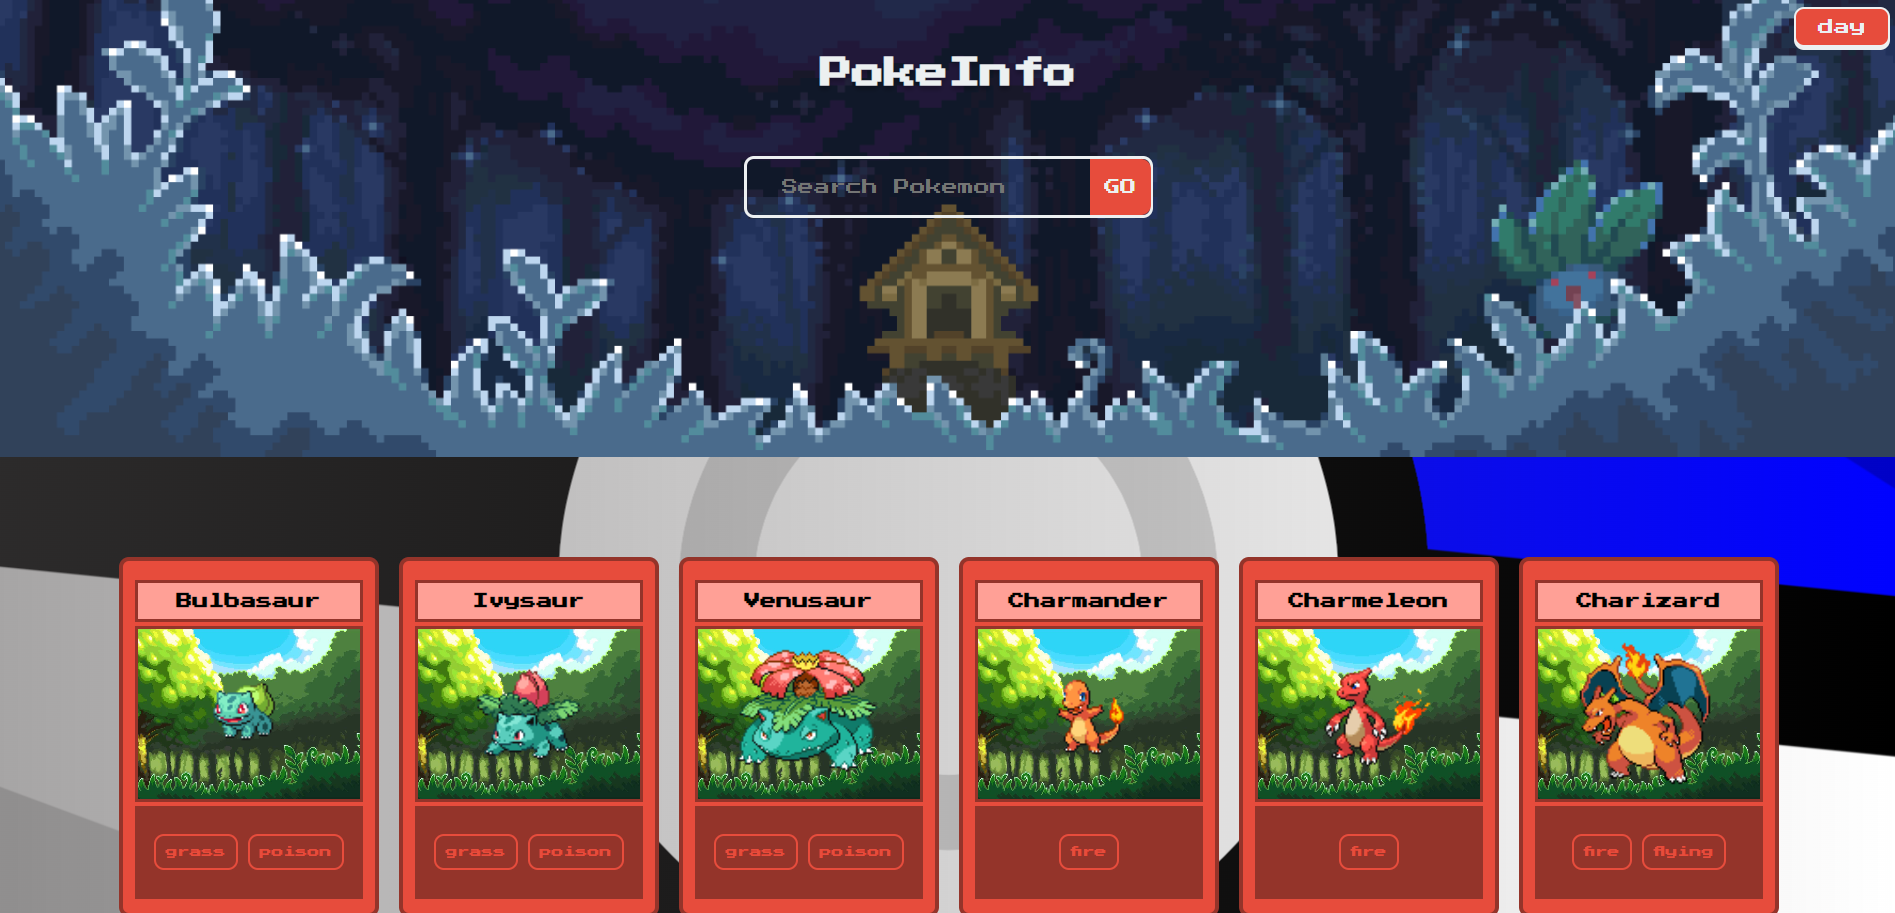 day
PokeInfo
Search Pokemon GO
Bulbasaur Ivysaur Venusaur Charmander Charmeleon Charizard
grass poison grass poison grass poison fire fire fire flying